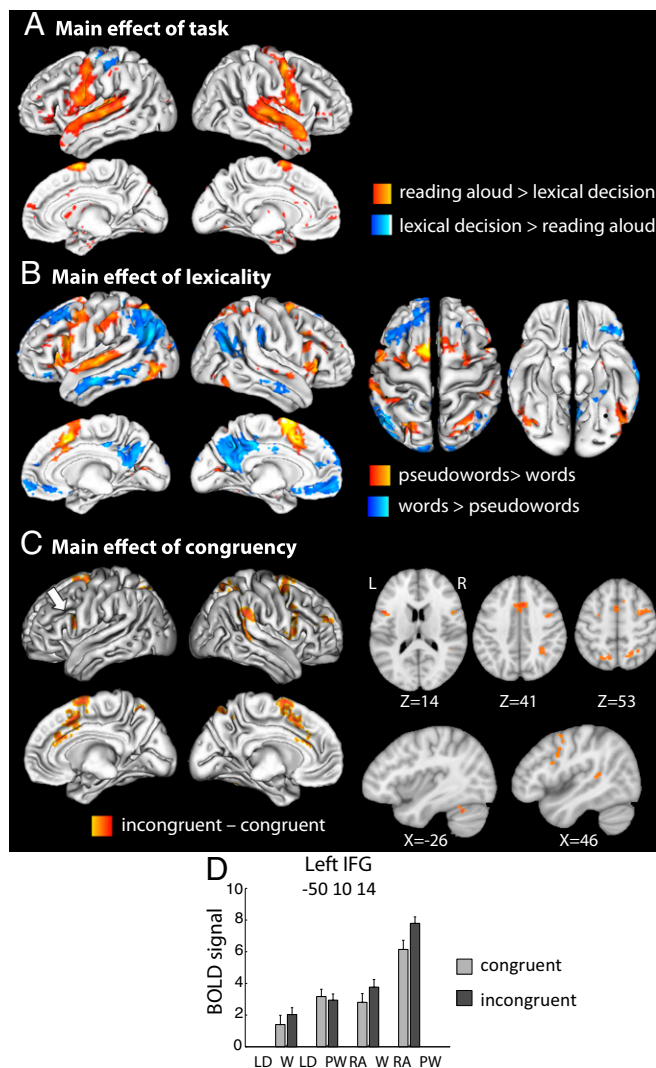 A Main effect of task
reading aloud > lexical decision
lexical decision > reading aloud
B Main effect of lexicality
pseudowords> words
words > pseudowords
C Main effect of congruency
L R
Z=14 Z=41 Z=53
incongruent – congruent
X=-26 X=46
D Left IFG
-50 10 14
BOLD signal
10
8
6
4
2
0
congruent
incongruent
LD W LD PW RA W RA PW